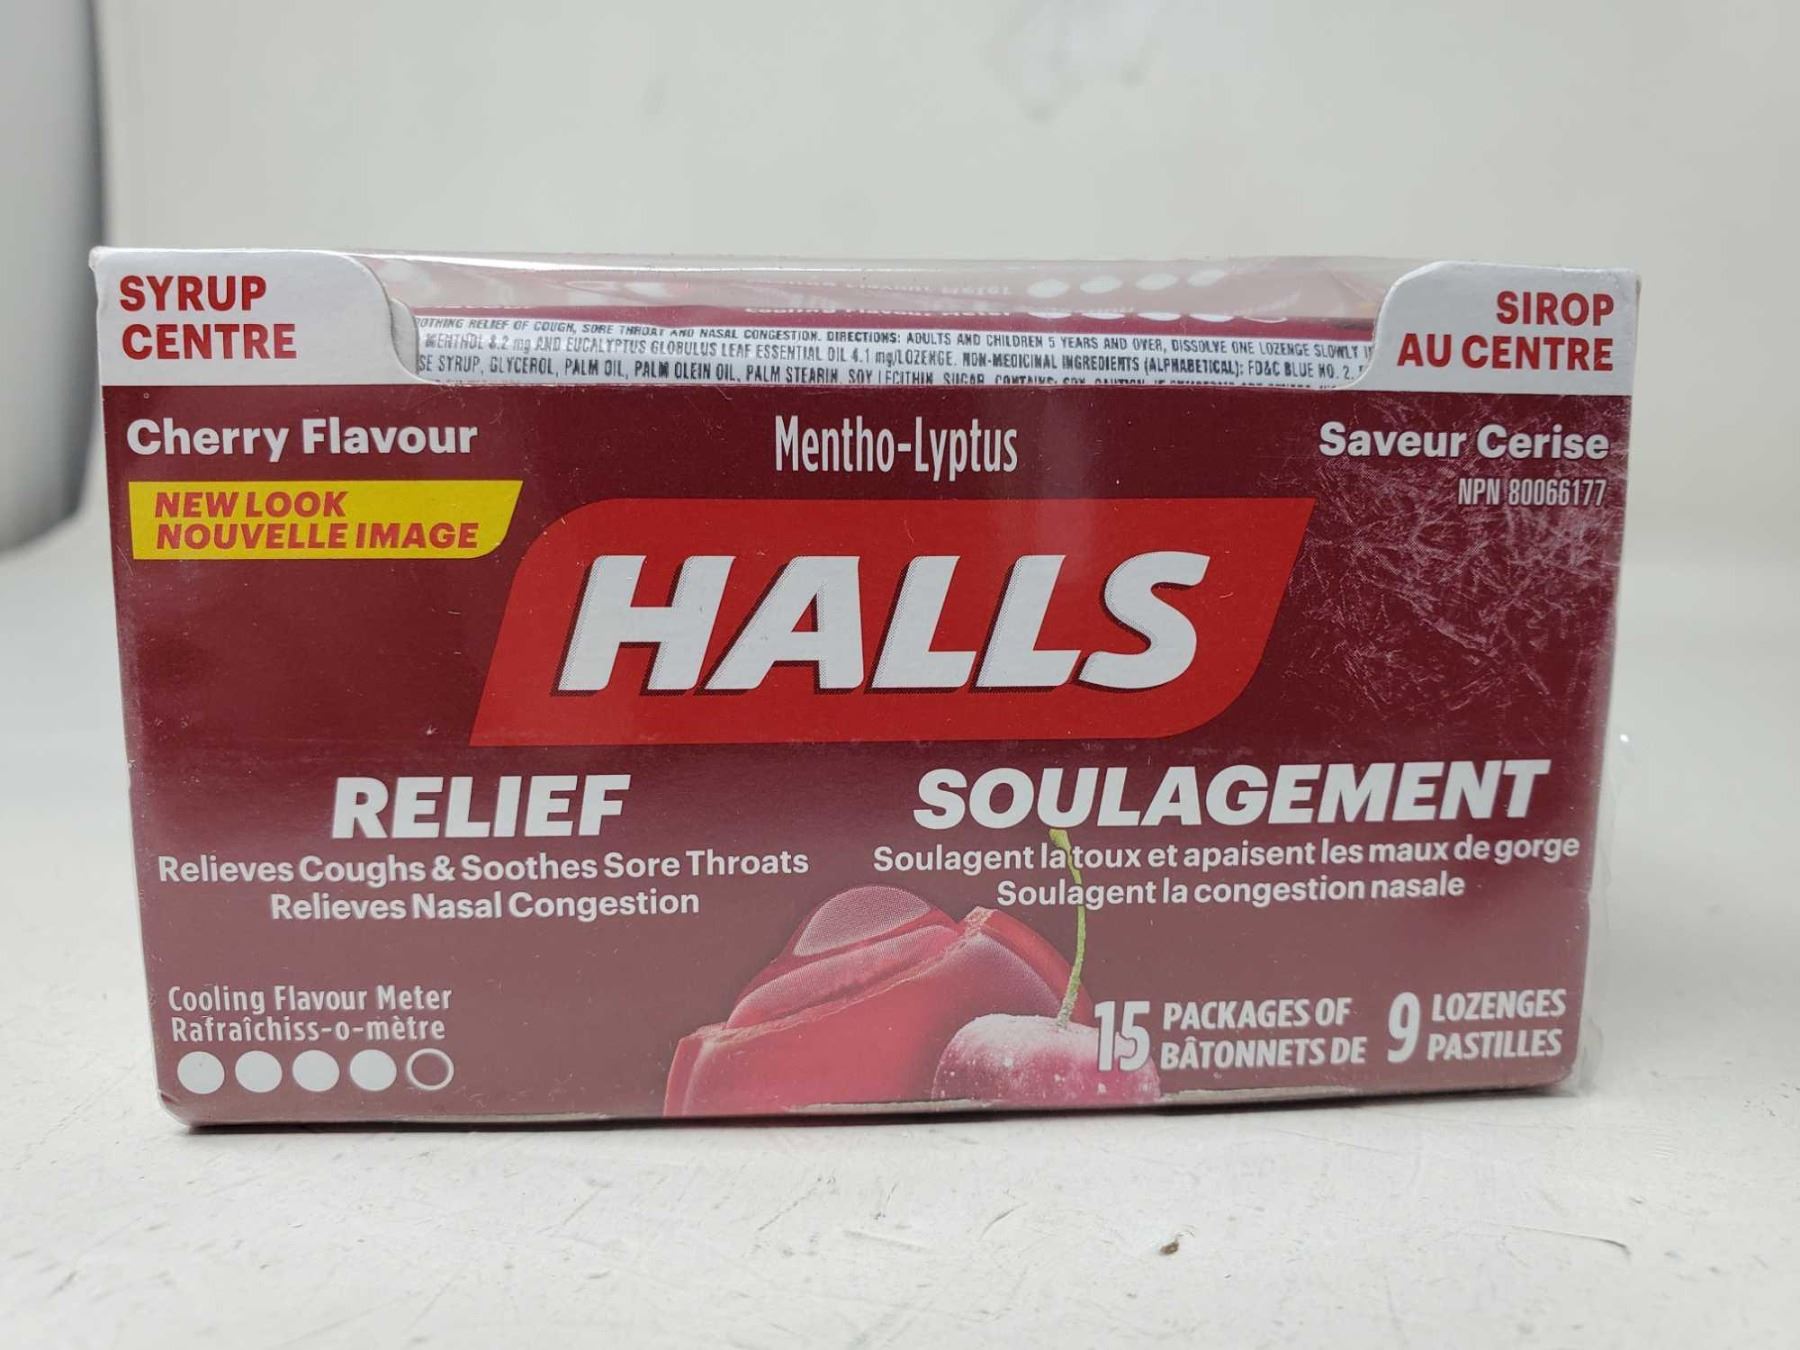 SYRUP
CENTRE
SIROP
AU CENTRE
RELIEF OF COUGH, SORE THROAT AND NASAL CONGESTION. DIRECTIONS: ADULTS AND CHILDREN 5 YEARS AND OVER, DISSOLVE ONE LOZENGE SLOWLY
MENTHOL 8.2 mg AND EUCALYPTUS GLOBULUS LEAF ESSENTIAL OIL 4.1 mg/LOZENGE. NON-MEDICINAL INGREDIENTS (ALPHABETICAL): FD&C BLUE NO. 2,
SYRUP, GLYCEROL, PALM OIL, PALM OLEIN OIL, PALM STEARIN, SOY LECITHIN, SUGAR. CONTAINS: SOY.
Cherry Flavour
Mentho-Lyptus
Saveur Cerise
NPN 80066177
NEW LOOK
NOUVELLE IMAGE
HALLS
RELIEF
Relieves Coughs & Soothes Sore Throats
Relieves Nasal Congestion
SOULAGEMENT
Soulagent la toux et apaisent les maux de gorge
Soulagent la congestion nasale
Cooling Flavour Meter
Rafraîchiss-o-mètre
15 PACKAGES OF 9 LOZENGES
BÂTONNETS DE PASTILLES